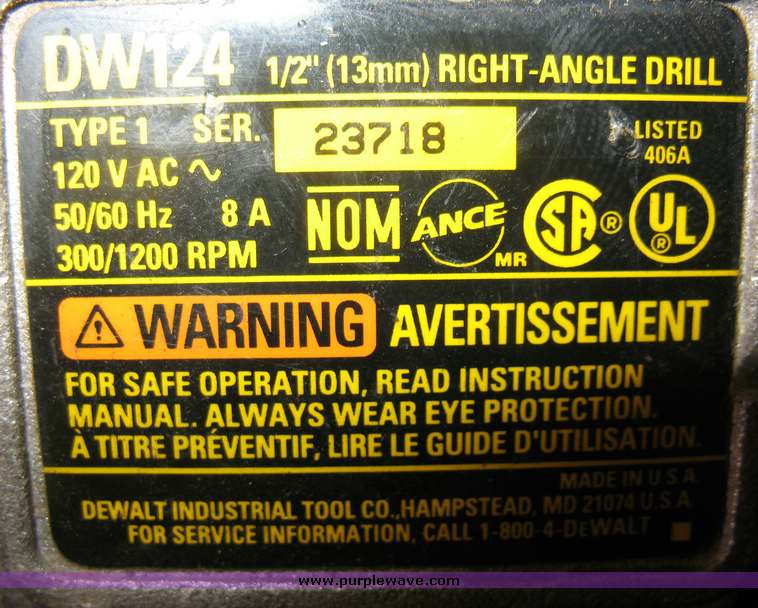 DW124 1/2" (13mm) RIGHT-ANGLE DRILL
TYPE 1 SER. 23718 LISTED
406A
120 V AC ~
50/60 Hz 8 A
300/1200 RPM
NOM ANCE MR CSA ® UL ®
WARNING AVERTISSEMENT
FOR SAFE OPERATION, READ INSTRUCTION
MANUAL. ALWAYS WEAR EYE PROTECTION.
À TITRE PRÉVENTIF, LIRE LE GUIDE D'UTILISATION.
MADE IN U.S.A.
DEWALT INDUSTRIAL TOOL CO., HAMPSTEAD, MD 21074 U.S.A.
FOR SERVICE INFORMATION, CALL 1-800-4-DEWALT
www.purplewave.com